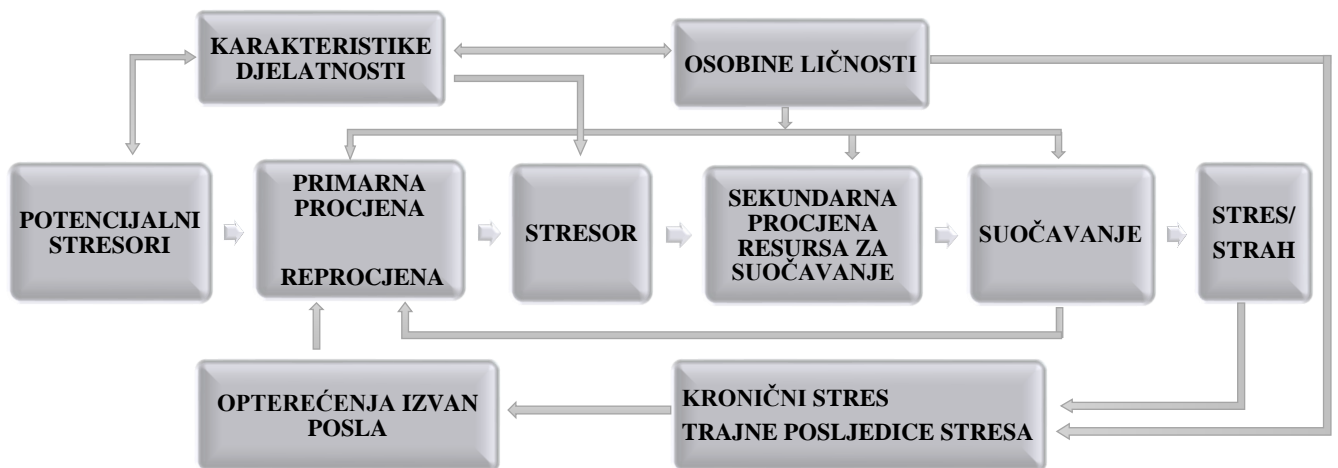 KARAKTERISTIKE
DJELATNOSTI
OSOBINE LIČNOSTI
POTENCIJALNI
STRESORI
PRIMARNA
PROCJENA
REPROCJENA
STRESOR
SEKUNDARNA
PROCJENA
RESURSA ZA
SUOČAVANJE
SUOČAVANJE
STRES/
STRAH
OPTEREĆENJA IZVAN
POSLA
KRONIČNI STRES
TRAJNE POSLJEDICE STRESA